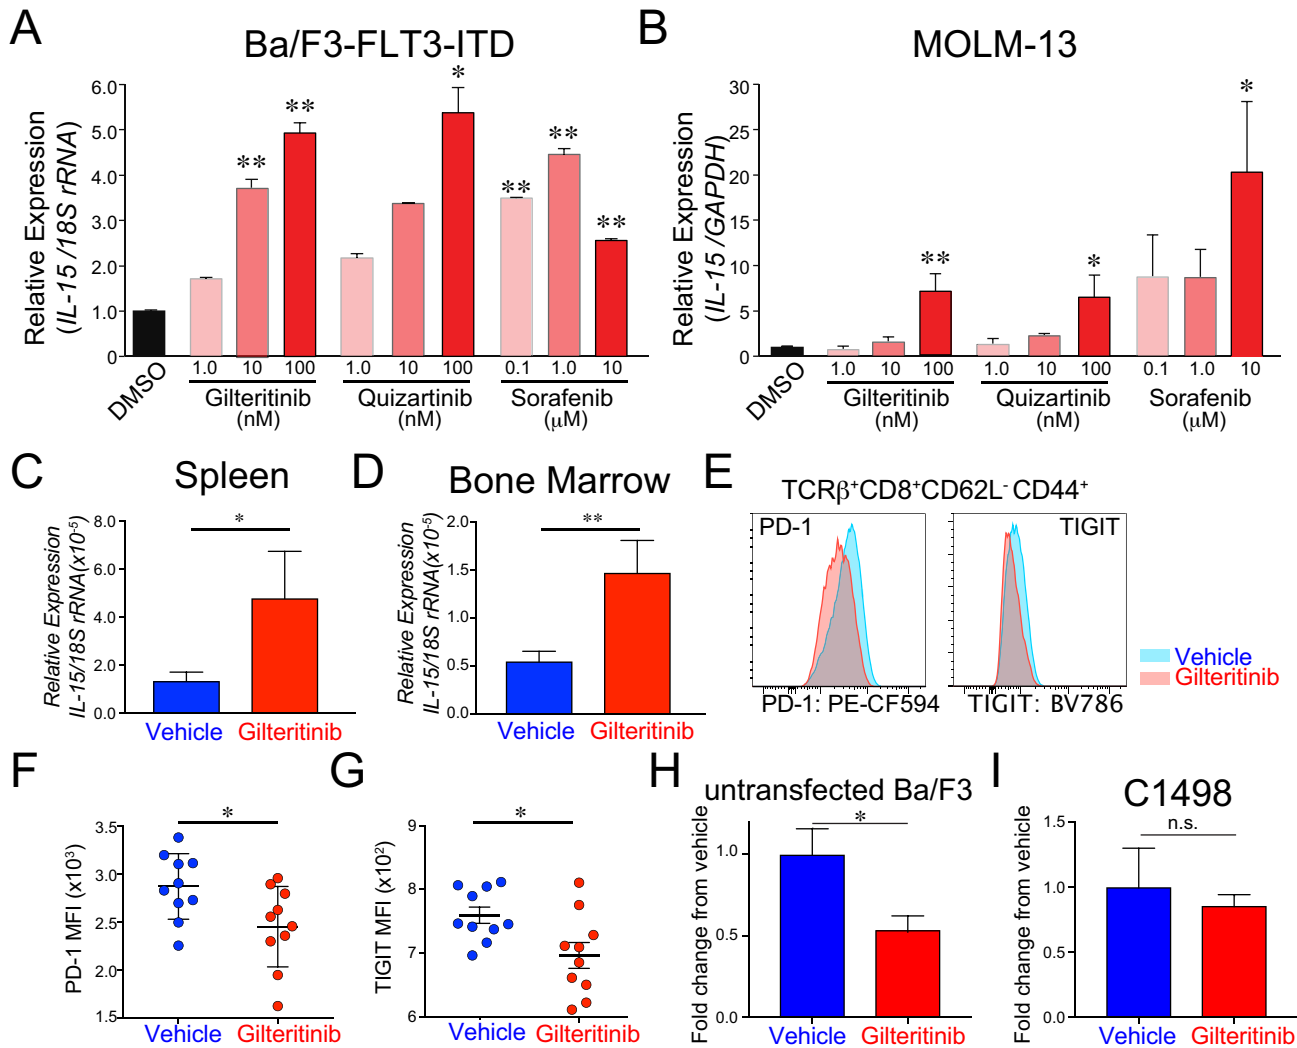 A
Ba/F3-FLT3-ITD
Relative Expression
(IL-15 /18S rRNA)
6.0
5.0
4.0
3.0
2.0
1.0
0
**
**
*
**
**
**
DMSO
1.0 10 100
1.0 10 100
0.1 1.0 10
Gilteritinib
(nM)
Quizartinib
(nM)
Sorafenib
(μM)
B
MOLM-13
Relative Expression
(IL-15 /GAPDH)
30
25
20
15
10
5
0
**
*
*
DMSO
1.0 10 100
1.0 10 100
0.1 1.0 10
Gilteritinib
(nM)
Quizartinib
(nM)
Sorafenib
(μM)
C
Spleen
Relative Expression
IL-15/18S rRNA(x10⁻⁵)
8.0
6.0
4.0
2.0
0.0
*
Vehicle Gilteritinib
D
Bone Marrow
Relative Expression
IL-15/18S rRNA(x10⁻⁵)
2.0
1.5
1.0
0.5
0.0
**
Vehicle Gilteritinib
E
TCRβ⁺CD8⁺CD62L⁻CD44⁺
PD-1
TIGIT
PD-1: PE-CF594
TIGIT: BV786
Vehicle
Gilteritinib
F
PD-1 MFI (x10³)
3.5
3.0
2.5
2.0
1.5
*
Vehicle Gilteritinib
G
TIGIT MFI (x10²)
9
8
7
6
*
Vehicle Gilteritinib
H
untransfected Ba/F3
Fold change from vehicle
1.0
0.5
0.0
*
Vehicle Gilteritinib
I
C1498
Fold change from vehicle
1.5
1.0
0.5
0.0
n.s.
Vehicle Gilteritinib